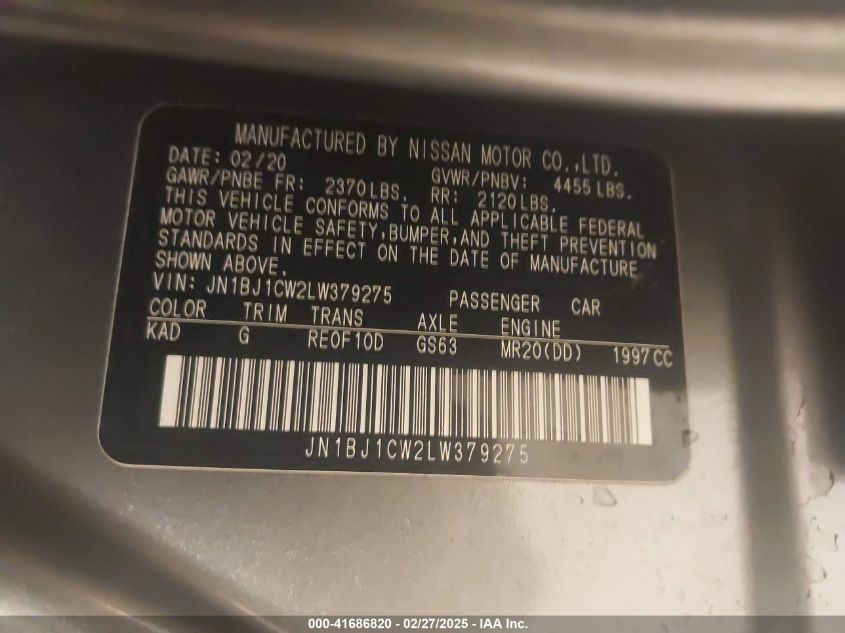 MANUFACTURED BY NISSAN MOTOR CO.,LTD.
DATE: 02/20 GVWR/PNBV: 4455 LBS.
GAWR/PNBE FR: 2370LBS. RR: 2120LBS.
THIS VEHICLE CONFORMS TO ALL APPLICABLE FEDERAL
MOTOR VEHICLE SAFETY,BUMPER,AND THEFT PREVENTION
STANDARDS IN EFFECT ON THE DATE OF MANUFACTURE
SHOWN ABOVE.
VIN: JN1BJ1CW2LW379275 PASSENGER CAR
COLOR TRIM TRANS AXLE ENGINE
KAD G RE0F10D GS63 MR20(DD) 1997CC
JN1BJ1CW2LW379275
000-41686820 - 02/27/2025 - IAA Inc.